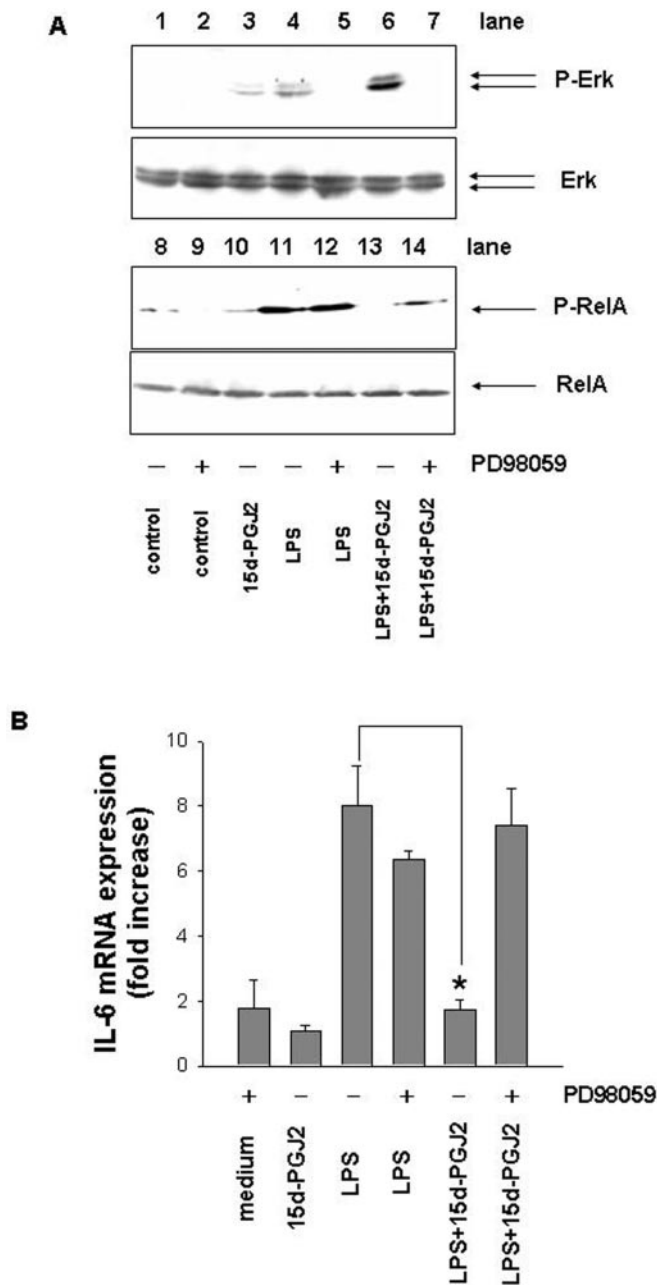 A
1 2 3 4 5 6 7 lane
P-Erk
Erk
8 9 10 11 12 13 14 lane
P-RelA
RelA
– + – – + – + PD98059
control
control
15d-PGJ2
LPS
LPS
LPS+15d-PGJ2
LPS+15d-PGJ2
B
IL-6 mRNA expression
(fold increase)
10
8
6
4
2
0
*
+ – – + – + PD98059
medium
15d-PGJ2
LPS
LPS
LPS+15d-PGJ2
LPS+15d-PGJ2